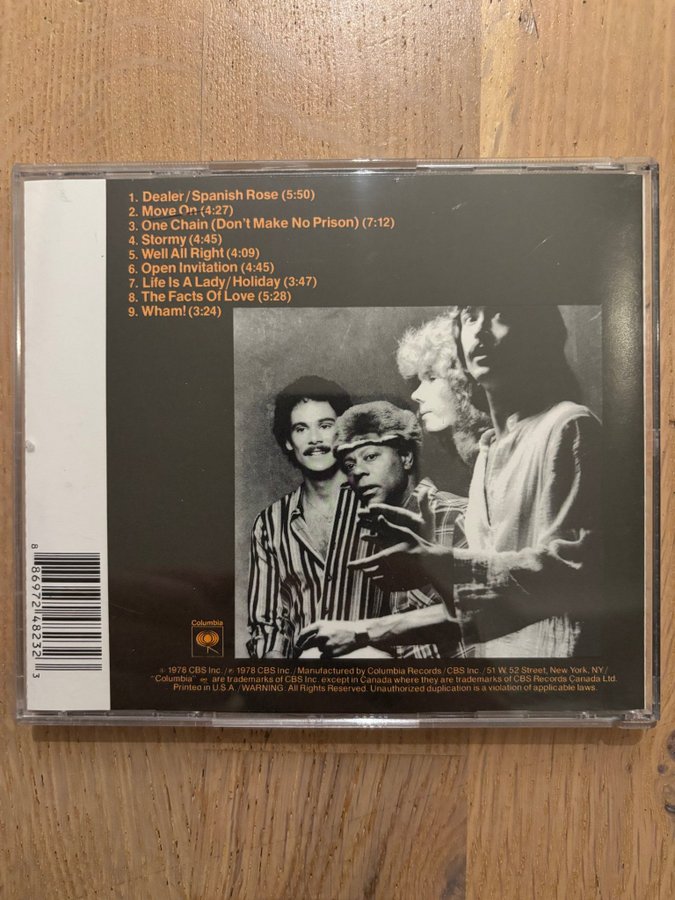 1. Dealer/Spanish Rose (5:50)
2. Move On (4:27)
3. One Chain (Don't Make No Prison) (7:12)
4. Stormy (4:45)
5. Well All Right (4:09)
6. Open Invitation (4:45)
7. Life Is A Lady/Holiday (3:47)
8. The Facts Of Love (5:28)
9. Wham! (3:24)
8 86972 48232 3
Columbia
© 1978 CBS Inc./℗ 1978 CBS Inc./Manufactured by Columbia Records/CBS Inc./51 W. 52 Street, New York, NY/
"Columbia" are trademarks of CBS Inc. except in Canada where they are trademarks of CBS Records Canada Ltd.
Printed in U.S.A./WARNING: All Rights Reserved. Unauthorized duplication is a violation of applicable laws.